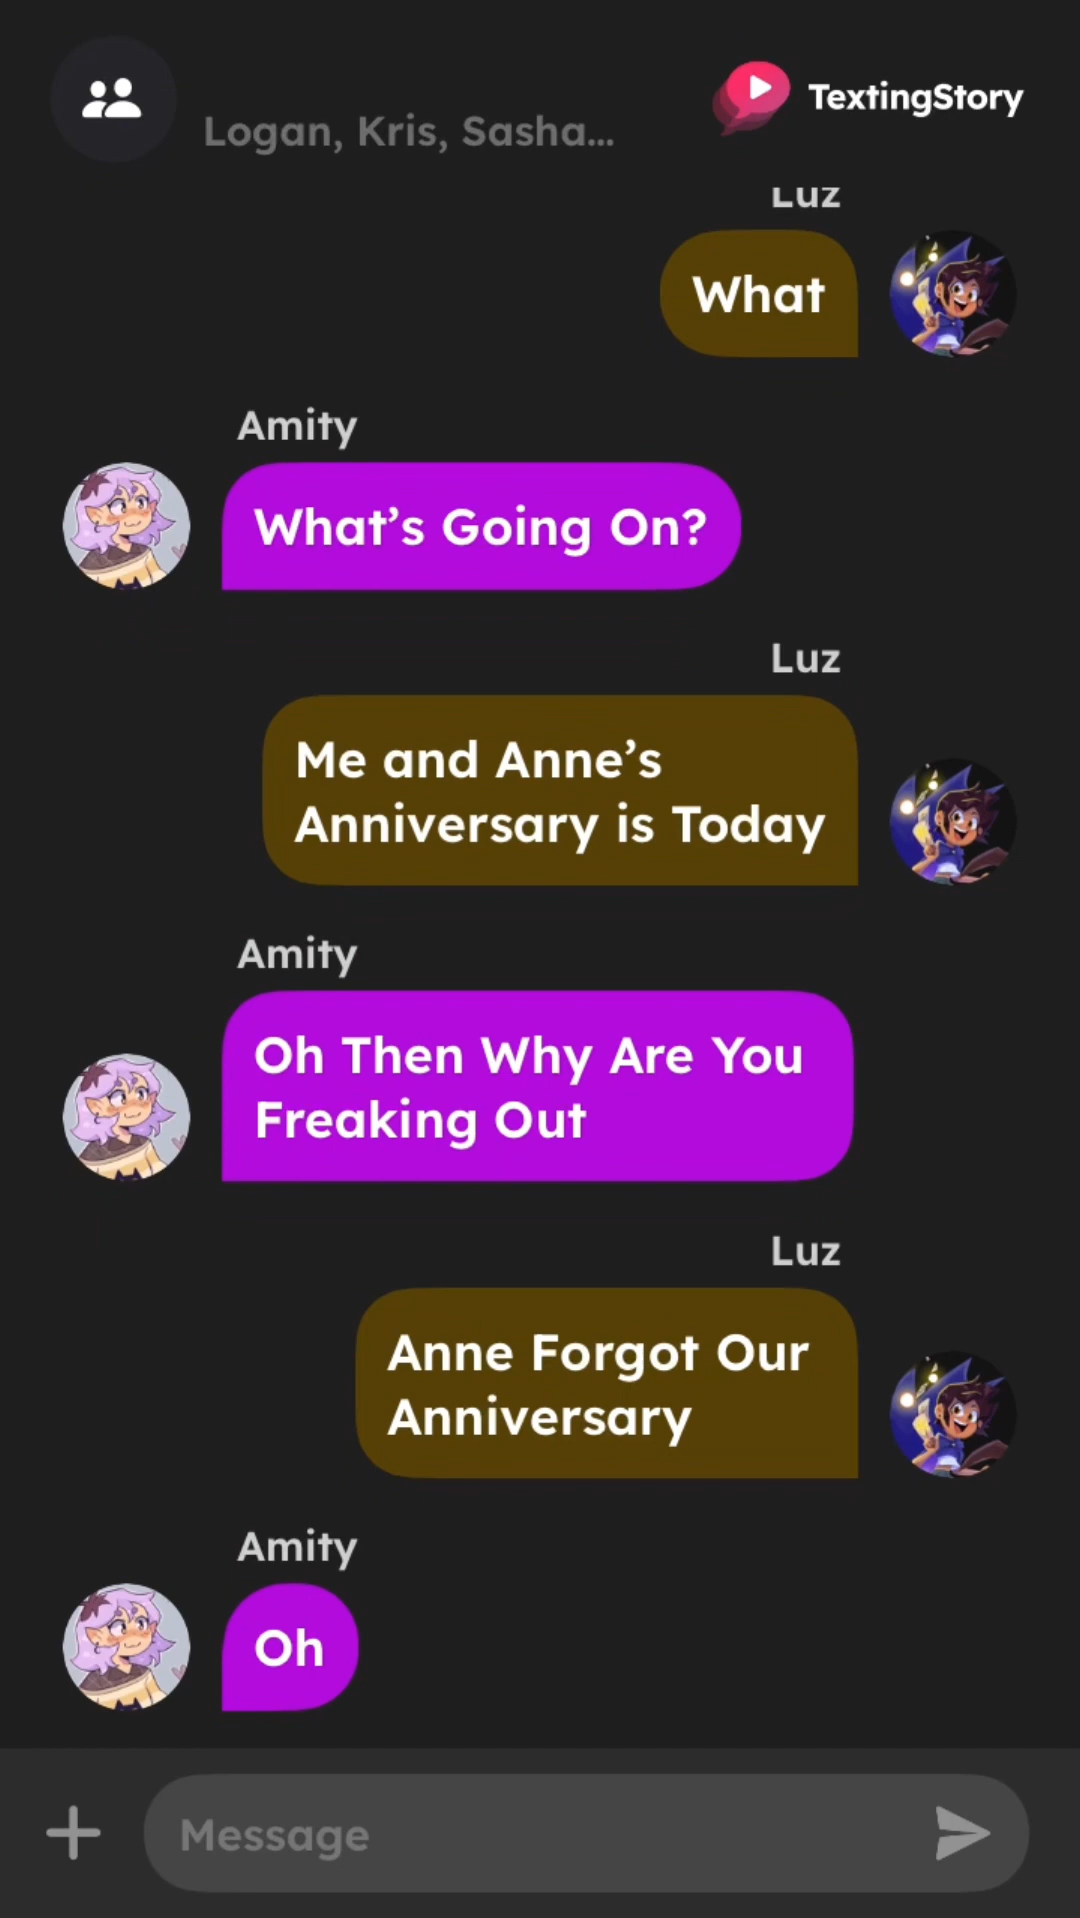 TextingStory
Logan, Kris, Sasha...
Luz
What
Amity
What's Going On?
Luz
Me and Anne's
Anniversary is Today
Amity
Oh Then Why Are You
Freaking Out
Luz
Anne Forgot Our
Anniversary
Amity
Oh
Message